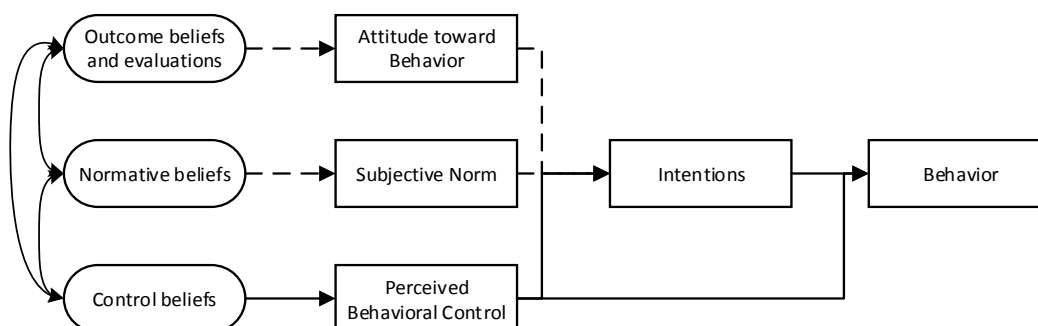 Outcome beliefs
and evaluations
Attitude toward
Behavior
Normative beliefs
Subjective Norm
Intentions
Behavior
Control beliefs
Perceived
Behavioral Control